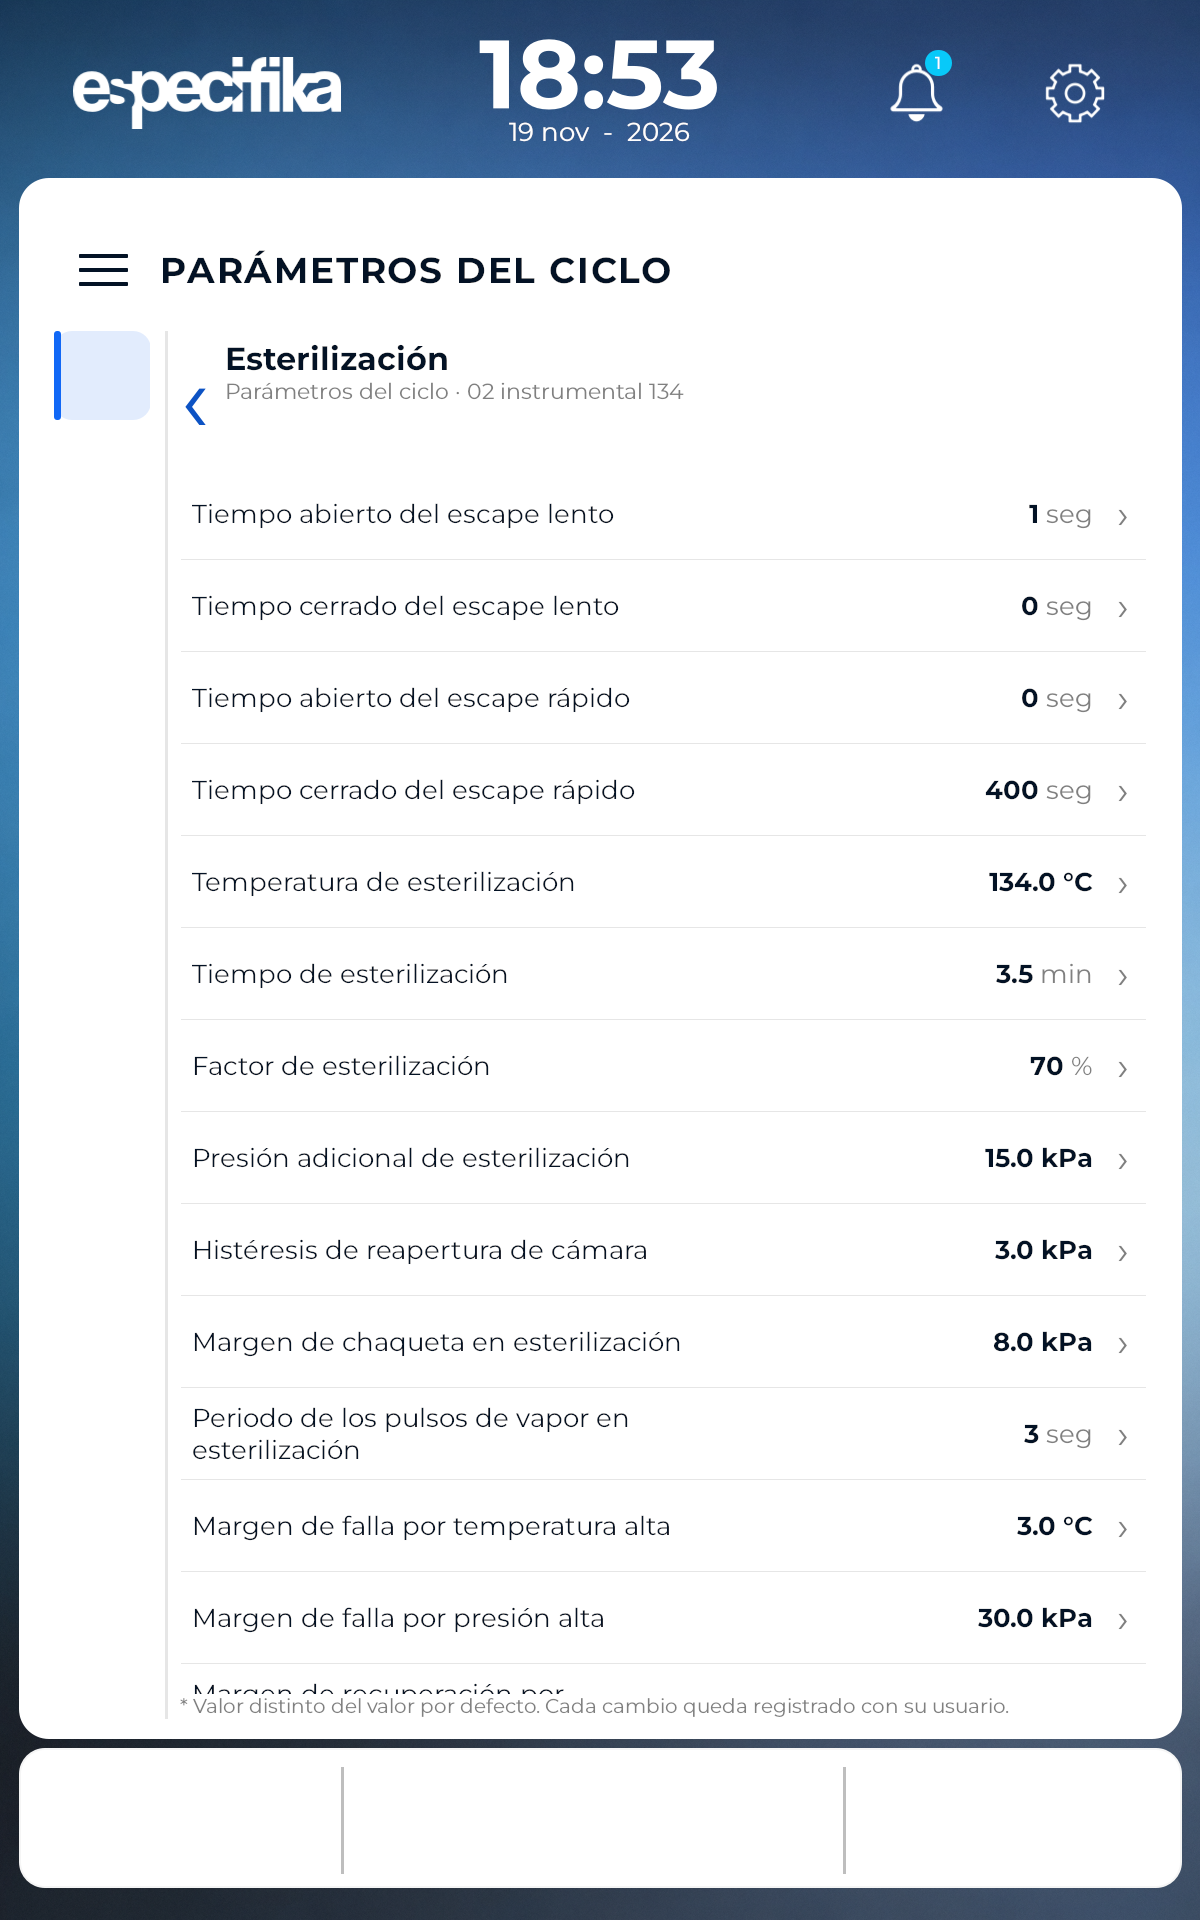 especifika
18:53
19 nov - 2026
1
PARÁMETROS DEL CICLO
Esterilización
Parámetros del ciclo · 02 instrumental 134
Tiempo abierto del escape lento 1 seg
Tiempo cerrado del escape lento 0 seg
Tiempo abierto del escape rápido 0 seg
Tiempo cerrado del escape rápido 400 seg
Temperatura de esterilización 134.0 °C
Tiempo de esterilización 3.5 min
Factor de esterilización 70 %
Presión adicional de esterilización 15.0 kPa
Histéresis de reapertura de cámara 3.0 kPa
Margen de chaqueta en esterilización 8.0 kPa
Periodo de los pulsos de vapor en
esterilización 3 seg
Margen de falla por temperatura alta 3.0 °C
Margen de falla por presión alta 30.0 kPa
Margen de recuperación por
* Valor distinto del valor por defecto. Cada cambio queda registrado con su usuario.